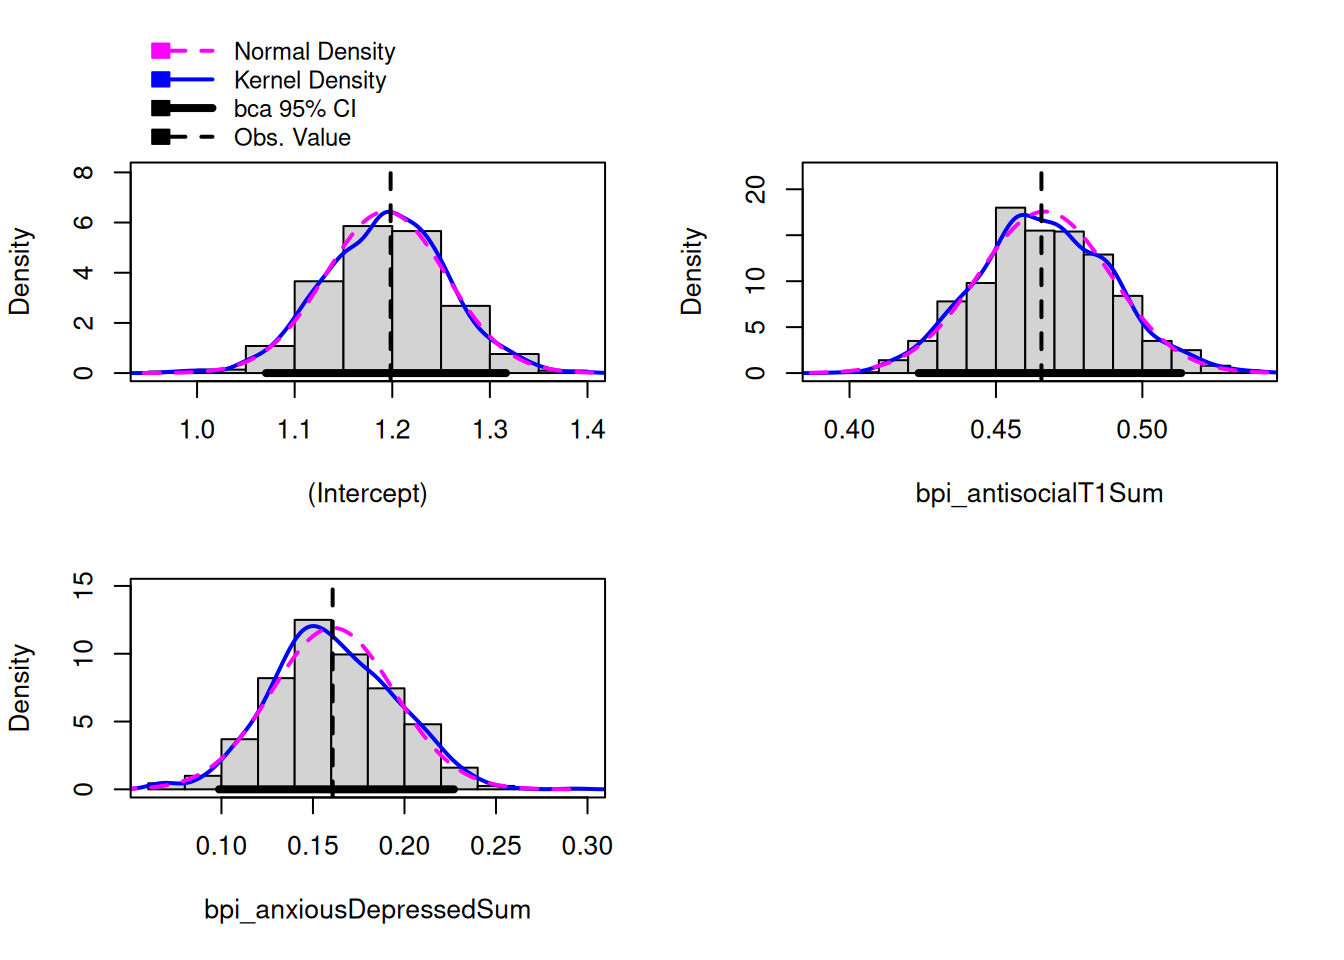 Normal Density
Kernel Density
bca 95% CI
Obs. Value
Density
8
6
4
2
0
1.0 1.1 1.2 1.3 1.4
(Intercept)
Density
20
10
5
0
0.40 0.45 0.50
bpi_antisocialT1Sum
Density
15
10
5
0
0.10 0.15 0.20 0.25 0.30
bpi_anxiousDepressedSum